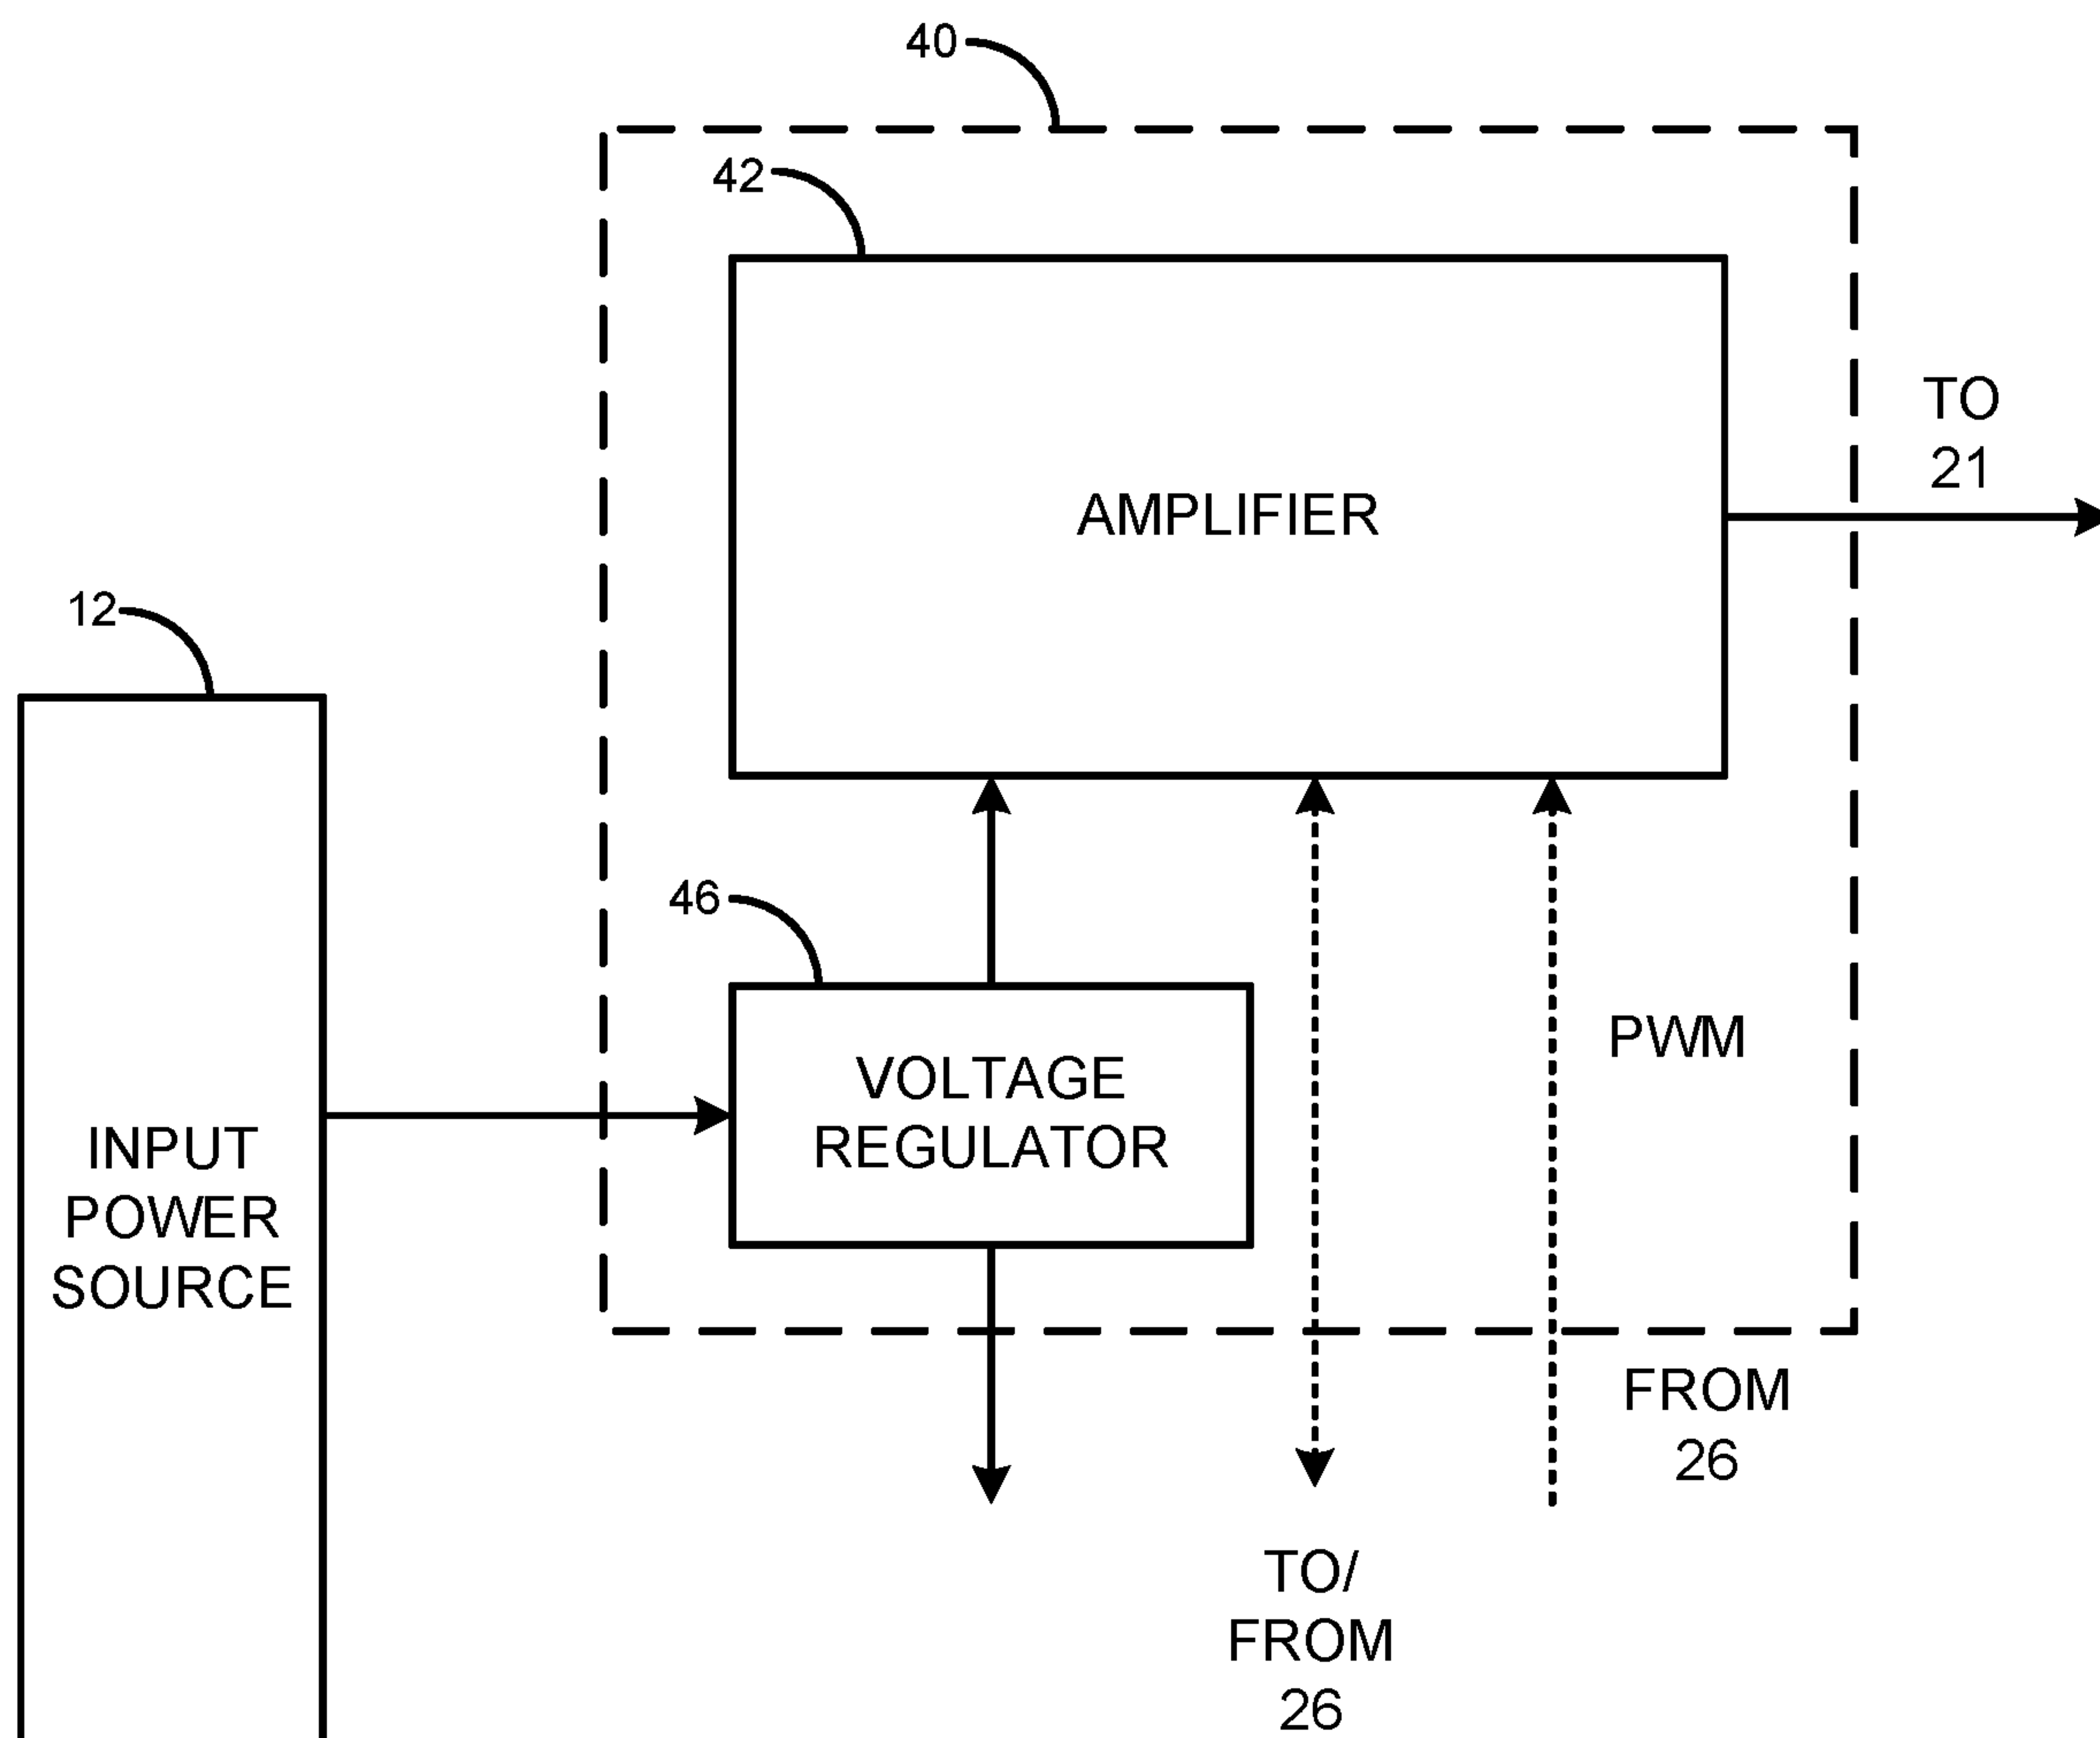 40
42
TO
21
AMPLIFIER
12
46
PWM
VOLTAGE
REGULATOR
INPUT
POWER
SOURCE
FROM
26
TO/
FROM
26